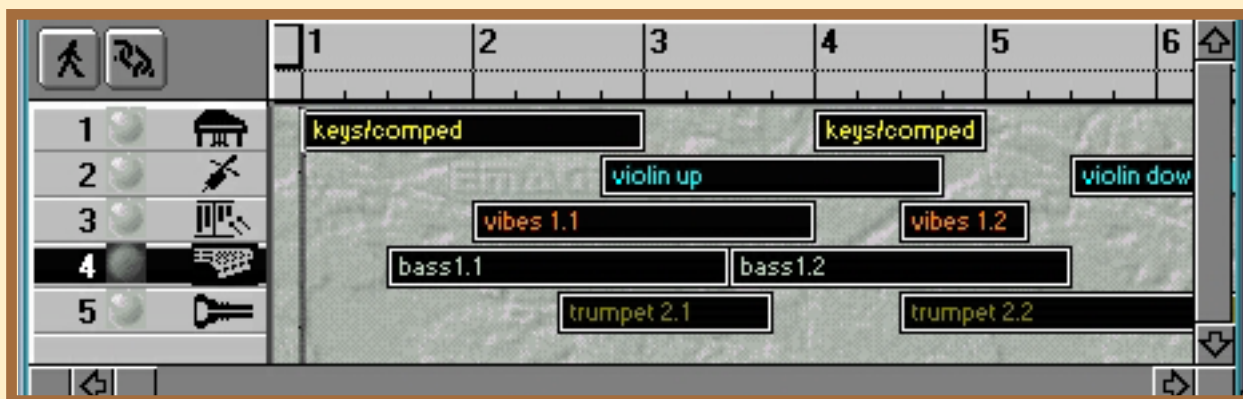 1 2 3 4 5 6
1 keys/comped keys/comped
2 violin up violin dow
3 vibes 1.1 vibes 1.2
4 bass1.1 bass1.2
5 trumpet 2.1 trumpet 2.2